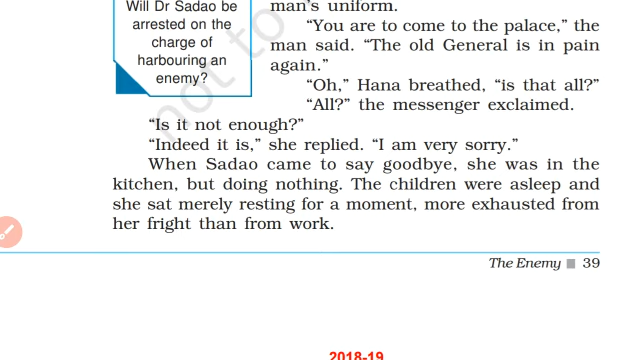 Will Dr Sadao be
arrested on the
charge of
harbouring an
enemy?
man's uniform.
"You are to come to the palace," the
man said. "The old General is in pain
again."
"Oh," Hana breathed, "is that all?"
"All?" the messenger exclaimed.
"Is it not enough?"
"Indeed it is," she replied. "I am very sorry."
When Sadao came to say goodbye, she was in the
kitchen, but doing nothing. The children were asleep and
she sat merely resting for a moment, more exhausted from
her fright than from work.
The Enemy ■ 39
2018-19
not to